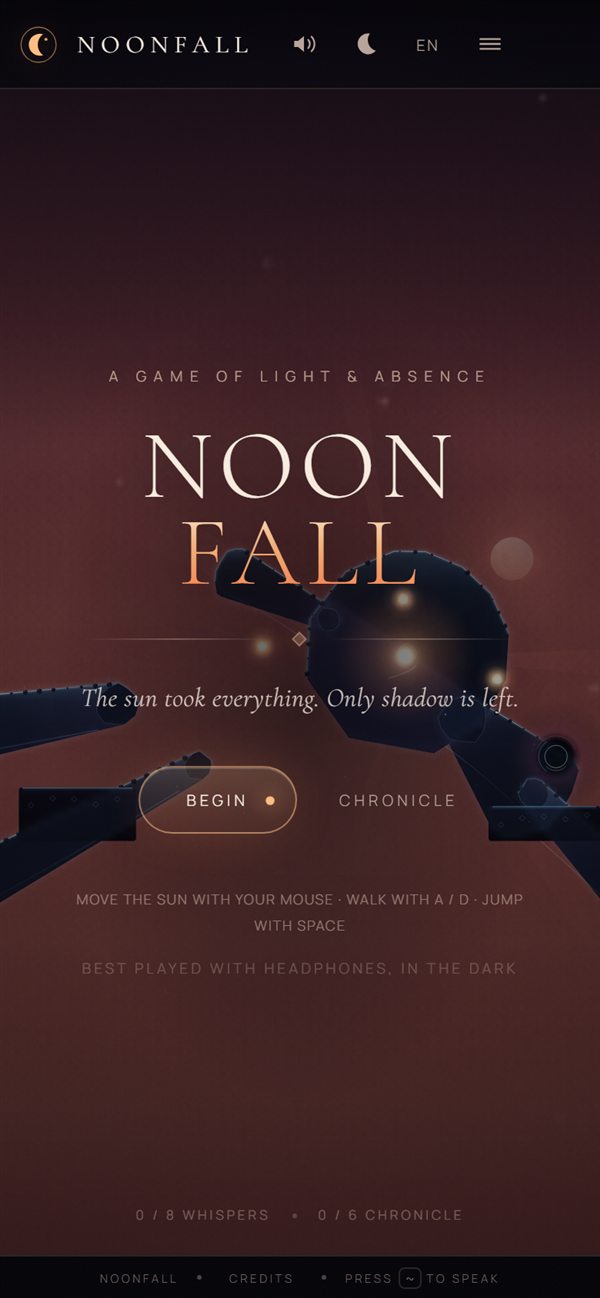 NOONFALL EN
A GAME OF LIGHT & ABSENCE
NOON
FALL
The sun took everything. Only shadow is left.
BEGIN CHRONICLE
MOVE THE SUN WITH YOUR MOUSE · WALK WITH A / D · JUMP
WITH SPACE
BEST PLAYED WITH HEADPHONES, IN THE DARK
0 / 8 WHISPERS • 0 / 6 CHRONICLE
NOONFALL • CREDITS • PRESS ~ TO SPEAK